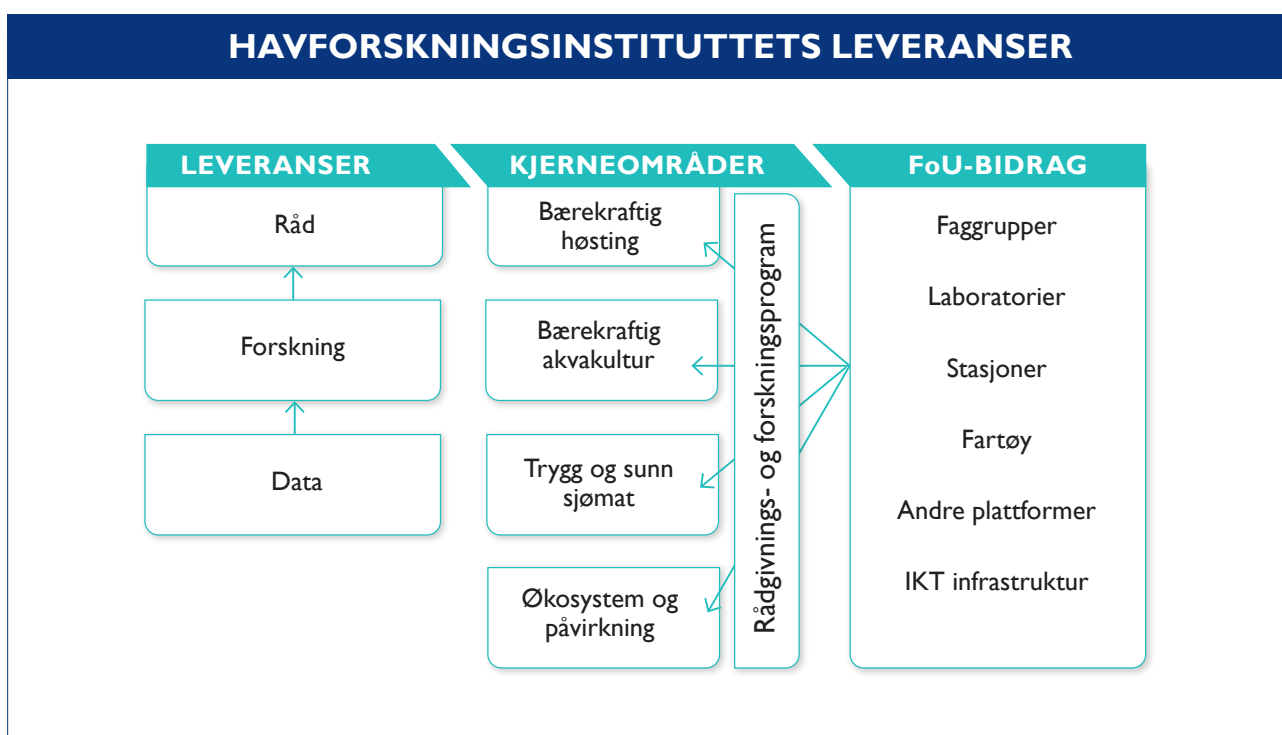 HAVFORSKNINGSINSTITUTTETS LEVERANSER
LEVERANSER
Råd
Forskning
Data
KJERNEOMRÅDER
Bærekraftig
høsting
Bærekraftig
akvakultur
Trygg og sunn
sjømat
Økosystem og
påvirkning
Rådgivnings- og forskningsprogram
FoU-BIDRAG
Faggrupper
Laboratorier
Stasjoner
Fartøy
Andre plattformer
IKT infrastruktur